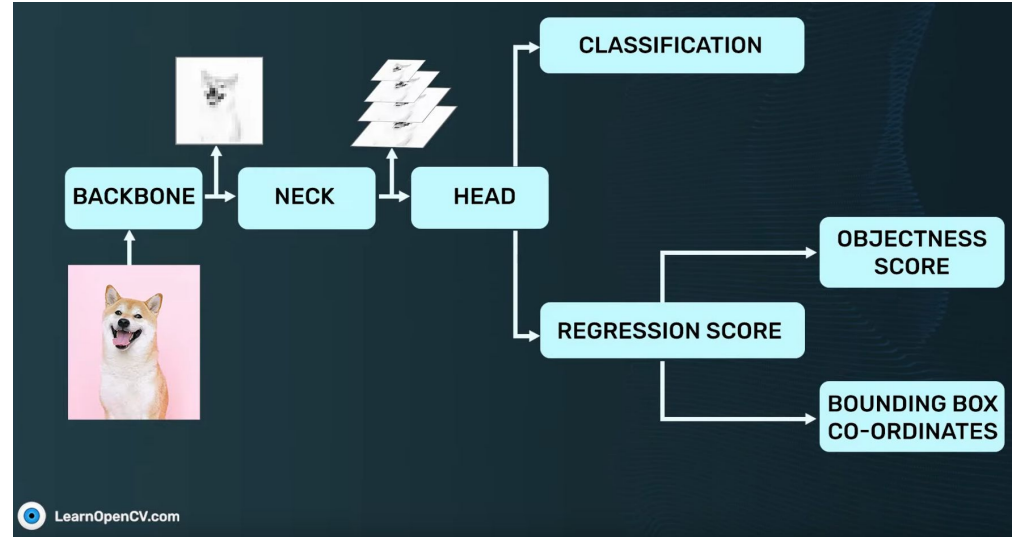 CLASSIFICATION
BACKBONE
NECK
HEAD
OBJECTNESS
SCORE
REGRESSION SCORE
BOUNDING BOX
CO-ORDINATES
LearnOpenCV.com